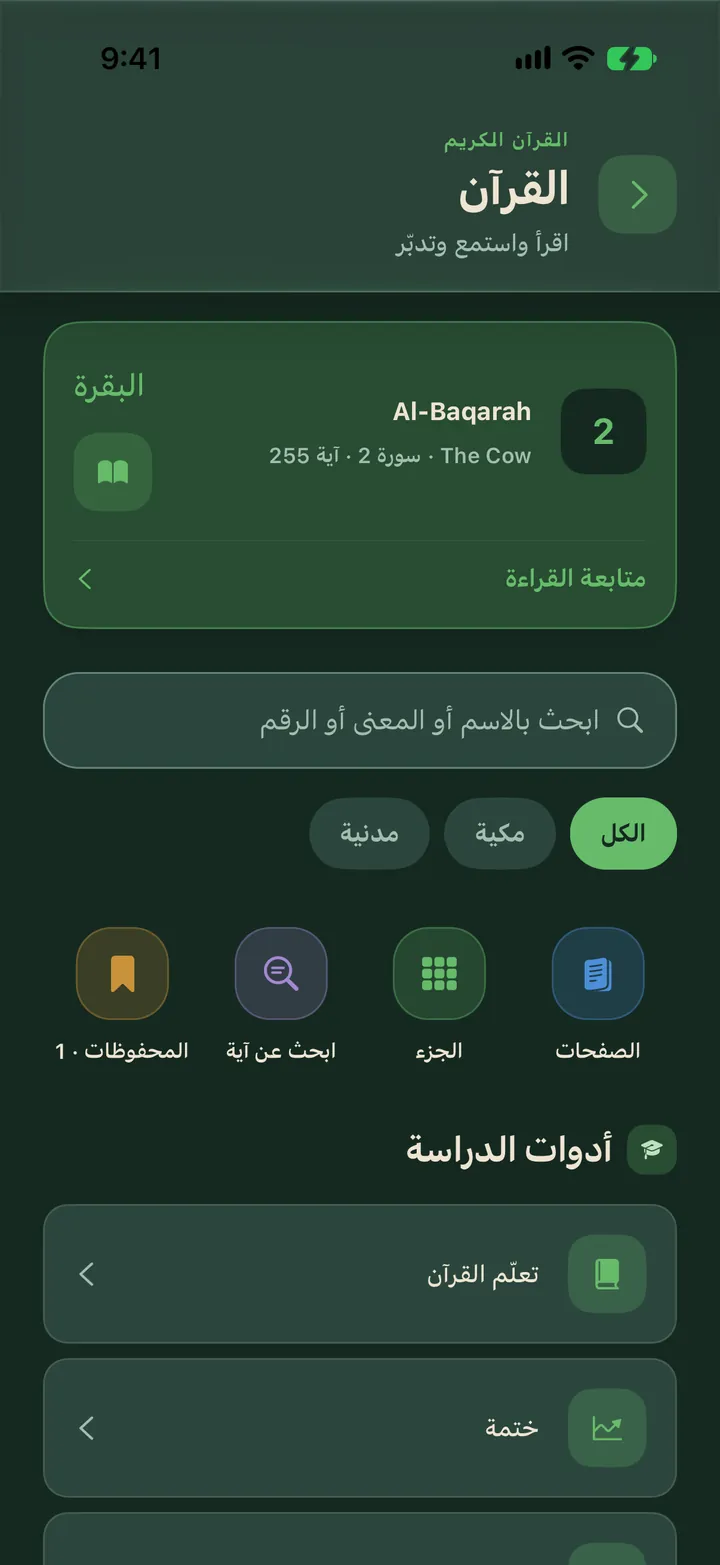 9:41
القرآن الكريم
القرآن
اقرأ واستمع وتدبّر
2
Al-Baqarah
The Cow · سورة 2 · آية 255
البقرة
متابعة القراءة
ابحث بالاسم أو المعنى أو الرقم
الكل
مكية
مدنية
الصفحات
الجزء
ابحث عن آية
المحفوظات · 1
أدوات الدراسة
تعلّم القرآن
ختمة